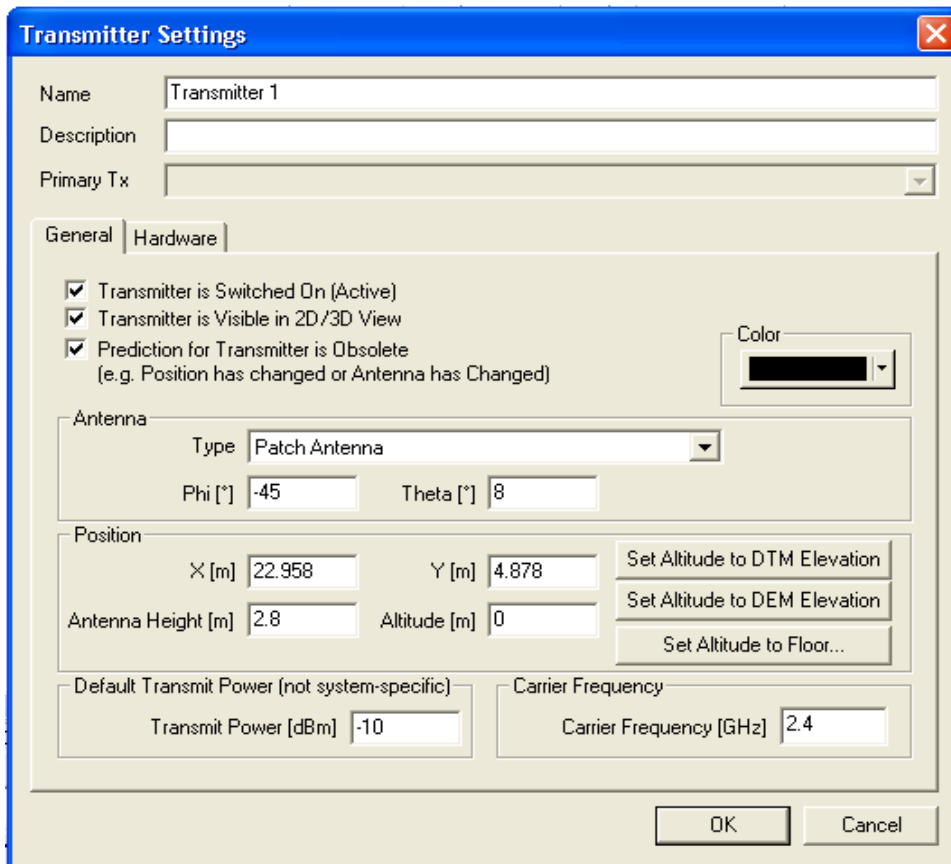 Transmitter Settings
Name Transmitter 1
Description
Primary Tx
General Hardware
Transmitter is Switched On (Active)
Transmitter is Visible in 2D/3D View
Prediction for Transmitter is Obsolete
(e.g. Position has changed or Antenna has Changed)
Color
Antenna
Type Patch Antenna
Phi [°] -45 Theta [°] 8
Position
X [m] 22.958 Y [m] 4.878 Set Altitude to DTM Elevation
Set Altitude to DEM Elevation
Antenna Height [m] 2.8 Altitude [m] 0
Set Altitude to Floor...
Default Transmit Power (not system-specific) Carrier Frequency
Transmit Power [dBm] -10 Carrier Frequency [GHz] 2.4
OK Cancel